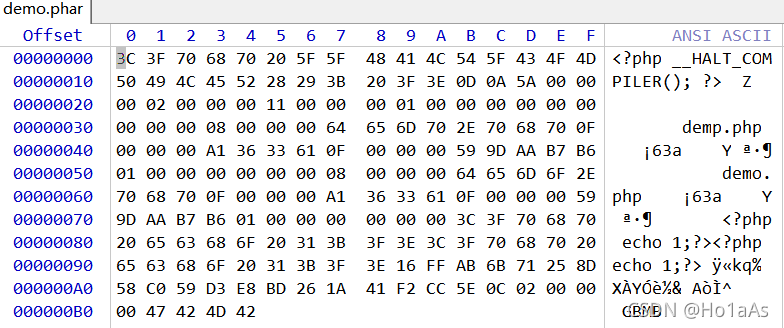 demo.phar
Offset 0 1 2 3 4 5 6 7 8 9 A B C D E F ANSI ASCII
00000000 3C 3F 70 68 70 20 5F 5F 48 41 4C 54 5F 43 4F 4D <?php __HALT_COM
00000010 50 49 4C 45 52 28 29 3B 20 3F 3E 0D 0A 5A 00 00 PILER(); ?> Z
00000020 00 02 00 00 00 11 00 00 00 01 00 00 00 00 00 00
00000030 00 00 00 08 00 00 00 64 65 6D 70 2E 70 68 70 0F demp.php
00000040 00 00 00 A1 36 33 61 0F 00 00 00 59 9D AA B7 B6 ¡63a Y ª·¶
00000050 01 00 00 00 00 00 00 08 00 00 00 64 65 6D 6F 2E demo.
00000060 70 68 70 0F 00 00 00 A1 36 33 61 0F 00 00 00 59 php ¡63a Y
00000070 9D AA B7 B6 01 00 00 00 00 00 00 3C 3F 70 68 70 ª·¶ <?php
00000080 20 65 63 68 6F 20 31 3B 3F 3E 3C 3F 70 68 70 20 echo 1;?><?php
00000090 65 63 68 6F 20 31 3B 3F 3E 16 FF AB 6B 71 25 8D echo 1;?> ÿ«kq%
000000A0 58 C0 59 D3 E8 BD 26 1A 41 F2 CC 5E 0C 02 00 00 XÀYÓè½& AòÌ^
000000B0 00 47 42 4D 42 GBMB
CSDN @Ho1aAs